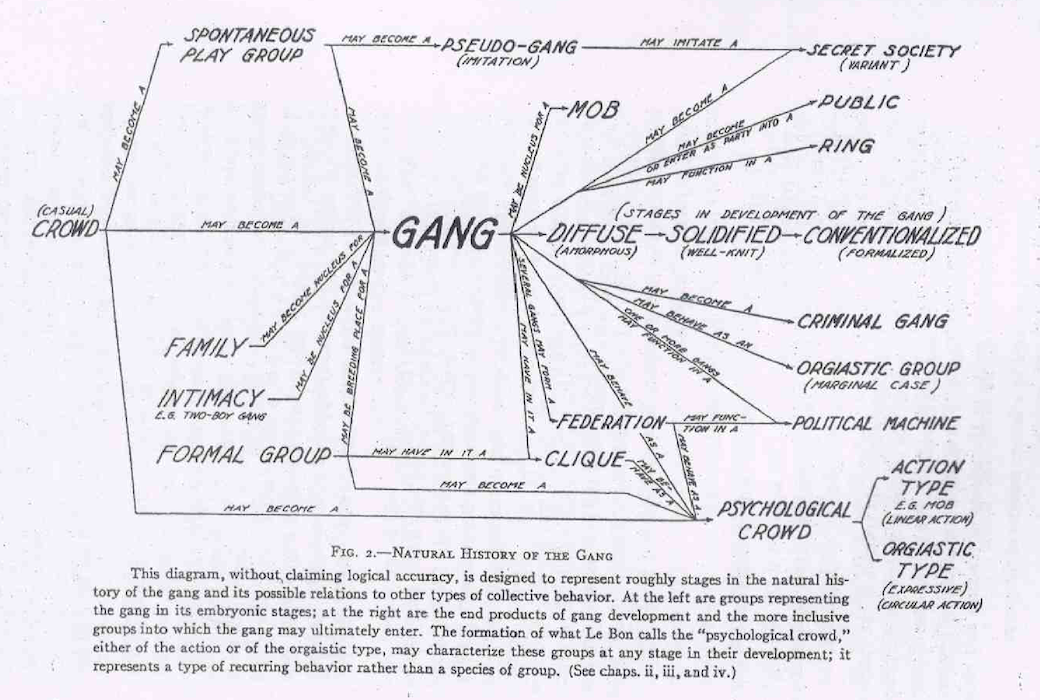 SPONTANEOUS
PLAY GROUP
MAY BECOME A
PSEUDO-GANG
(IMITATION)
MAY IMITATE A
SECRET SOCIETY
(VARIANT)
MAY BECOME A
MAY BECOME A
MAY BE NUCLEUS FOR A
MOB
MAY BECOME A
MAY BECOME
OR ENTER AS PARTY INTO A
PUBLIC
MAY FUNCTION IN A
RING
(CASUAL)
CROWD
MAY BECOME A
GANG
(STAGES IN DEVELOPMENT OF THE GANG)
DIFFUSE
(AMORPHOUS)
SOLIDIFIED
(WELL-KNIT)
CONVENTIONALIZED
(FORMALIZED)
MAY BECOME NUCLEUS FOR
MAY BE NUCLEUS FOR A
MAY BE BREEDING PLACE FOR A
SEVERAL GANGS MAY FORM A
MAY HAVE IN IT A
MAY BEHAVE
AS A
MAY BECOME A
CRIMINAL GANG
MAY BEHAVE AS AN
ORGIASTIC GROUP
(MARGINAL CASE)
ONE OR MORE GANGS
MAY FUNCTION IN A
FAMILY
INTIMACY
E.G. TWO-BOY GANG
FEDERATION
MAY FUNC-
TION IN A
POLITICAL MACHINE
FORMAL GROUP
MAY HAVE IN IT A
CLIQUE
MAY BE-
HAVE AS A
MAY BEHAVE AS A
MAY BECOME A
MAY BECOME A
PSYCHOLOGICAL
CROWD
ACTION
TYPE
E.G. MOB
(LINEAR ACTION)
ORGIASTIC
TYPE
(EXPRESSIVE)
(CIRCULAR ACTION)
FIG. 2.—NATURAL HISTORY OF THE GANG
This diagram, without claiming logical accuracy, is designed to represent roughly stages in the natural his-
tory of the gang and its possible relations to other types of collective behavior. At the left are groups representing
the gang in its embryonic stages; at the right are the end products of gang development and the more inclusive
groups into which the gang may ultimately enter. The formation of what Le Bon calls the "psychological crowd,"
either of the action or of the orgaistic type, may characterize these groups at any stage in their development; it
represents a type of recurring behavior rather than a species of group. (See chaps. ii, iii, and iv.)